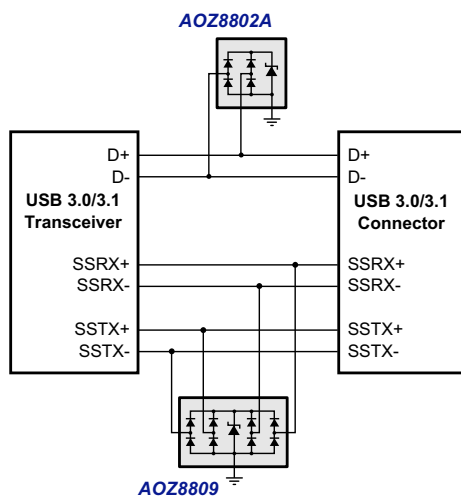 AOZ8802A
D+
D+
D-
D-
USB 3.0/3.1
Transceiver
USB 3.0/3.1
Connector
SSRX+
SSRX+
SSRX-
SSRX-
SSTX+
SSTX+
SSTX-
SSTX-
AOZ8809